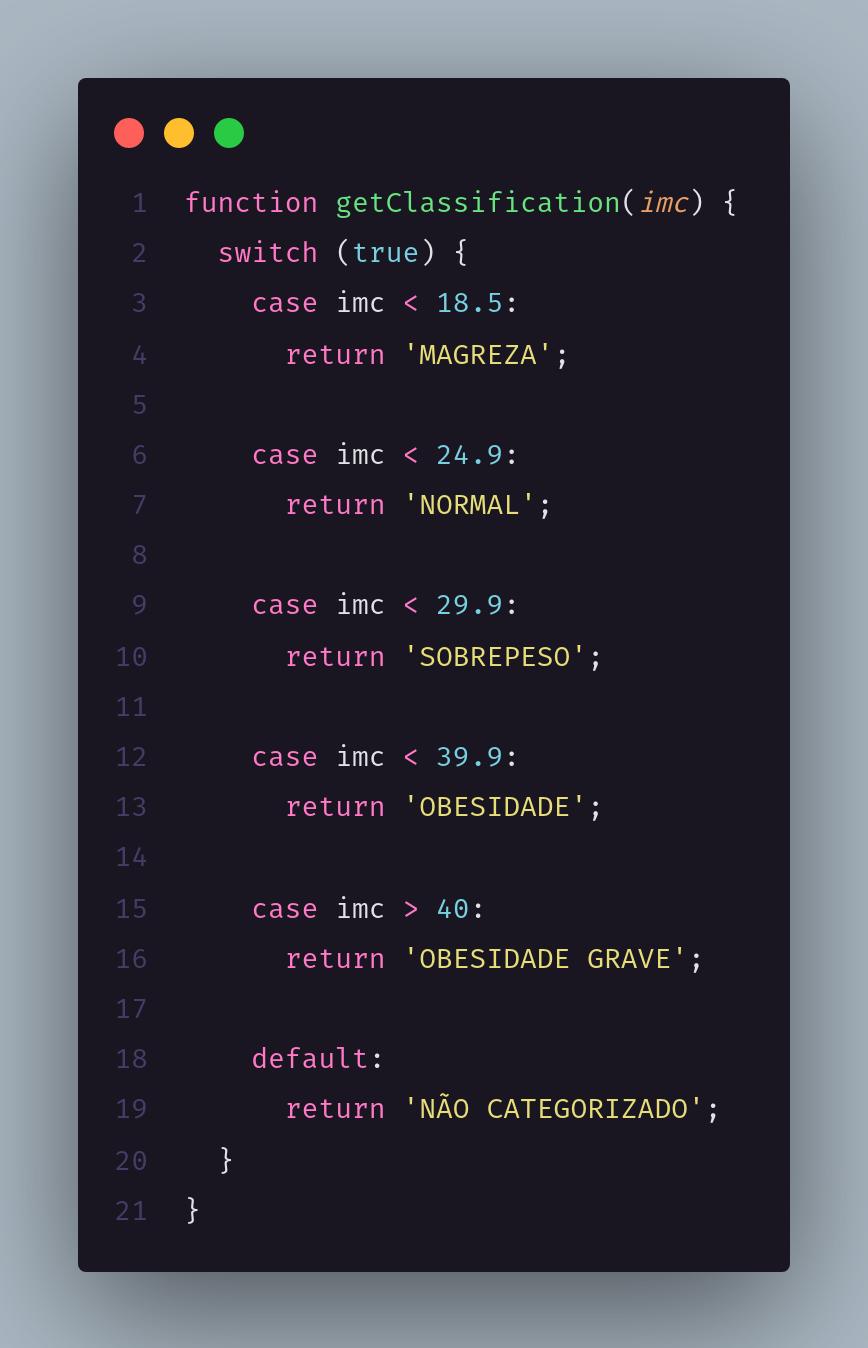 1 function getClassification(imc) {
2   switch (true) {
3     case imc < 18.5:
4       return 'MAGREZA';
5
6     case imc < 24.9:
7       return 'NORMAL';
8
9     case imc < 29.9:
10       return 'SOBREPESO';
11
12     case imc < 39.9:
13       return 'OBESIDADE';
14
15     case imc > 40:
16       return 'OBESIDADE GRAVE';
17
18     default:
19       return 'NÃO CATEGORIZADO';
20   }
21 }